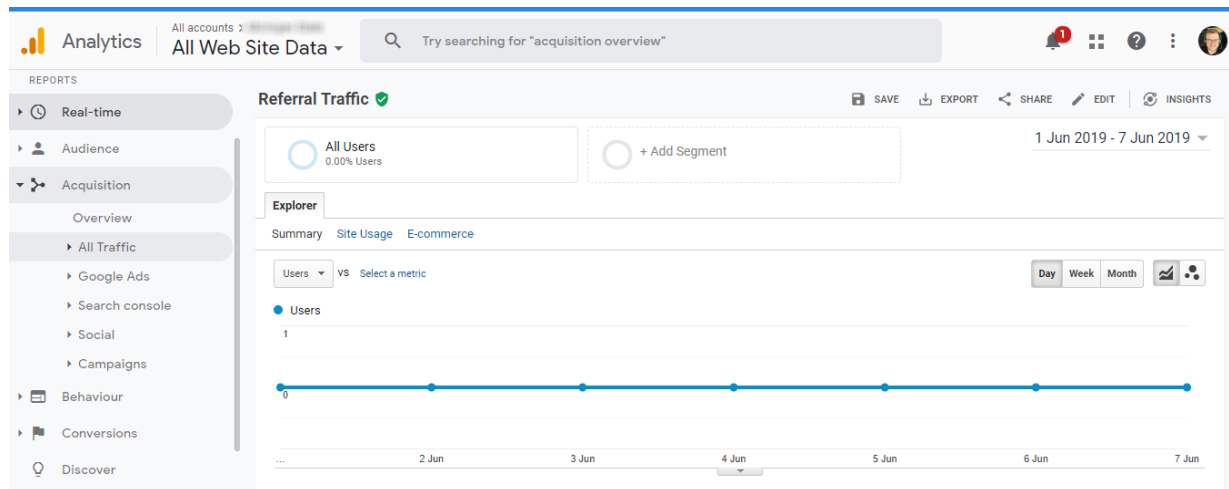 Analytics
All accounts >
All Web Site Data
Try searching for "acquisition overview"
1
REPORTS
Real-time
Audience
Acquisition
Overview
All Traffic
Google Ads
Search console
Social
Campaigns
Behaviour
Conversions
Discover
Referral Traffic
SAVE
EXPORT
SHARE
EDIT
INSIGHTS
All Users
0.00% Users
+ Add Segment
1 Jun 2019 - 7 Jun 2019
Explorer
Summary Site Usage E-commerce
Users VS Select a metric
Day Week Month
Users
1
0
... 2 Jun 3 Jun 4 Jun 5 Jun 6 Jun 7 Jun